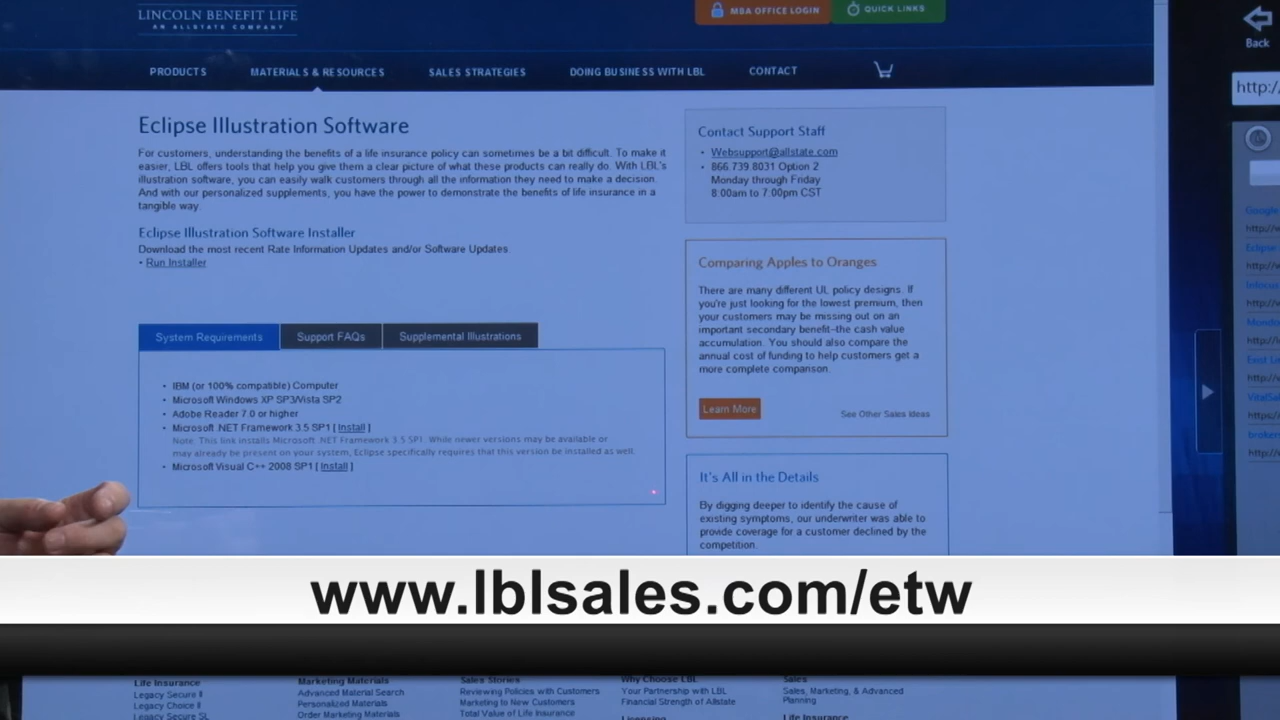 LINCOLN BENEFIT LIFE
AN ALLSTATE COMPANY
MBA OFFICE LOGIN
QUICK LINKS
Back
PRODUCTS
MATERIALS & RESOURCES
SALES STRATEGIES
DOING BUSINESS WITH LBL
CONTACT
http:/
Eclipse Illustration Software
For customers, understanding the benefits of a life insurance policy can sometimes be a bit difficult. To make it
easier, LBL offers tools that help you give them a clear picture of what these products can really do. With LBL's
illustration software, you can easily walk customers through all the information they need to make a decision.
And with our personalized supplements, you have the power to demonstrate the benefits of life insurance in a
tangible way.
Eclipse Illustration Software Installer
Download the most recent Rate Information Updates and/or Software Updates.
• Run Installer
System Requirements
Support FAQs
Supplemental Illustrations
• IBM (or 100% compatible) Computer
• Microsoft Windows XP SP3/Vista SP2
• Adobe Reader 7.0 or higher
• Microsoft .NET Framework 3.5 SP1 [ Install ]
Note: This link installs Microsoft .NET Framework 3.5 SP1. While newer versions may be available or
may already be present on your system, Eclipse specifically requires that this version be installed as well.
• Microsoft Visual C++ 2008 SP1 [ Install ]
Contact Support Staff
• Websupport@allstate.com
• 866.739.8031 Option 2
Monday through Friday
8:00am to 7:00pm CST
Comparing Apples to Oranges
There are many different UL policy designs. If
you're just looking for the lowest premium, then
your customers may be missing out on an
important secondary benefit–the cash value
accumulation. You should also compare the
annual cost of funding to help customers get a
more complete comparison.
Learn More
See Other Sales Ideas
It's All in the Details
By digging deeper to identify the cause of
existing symptoms, our underwriter was able to
provide coverage for a customer declined by the
competition.
Google
Eclipse
Infocus
www.lblsales.com/etw
Life Insurance
Legacy Secure II
Legacy Choice II
Legacy Secure SL
Marketing Materials
Advanced Material Search
Personalized Materials
Order Marketing Materials
Sales Stories
Reviewing Policies with Customers
Marketing to New Customers
Total Value of Life Insurance
Why Choose LBL
Your Partnership with LBL
Financial Strength of Allstate
Licensing
Sales
Sales, Marketing, & Advanced
Planning
Life Insurance